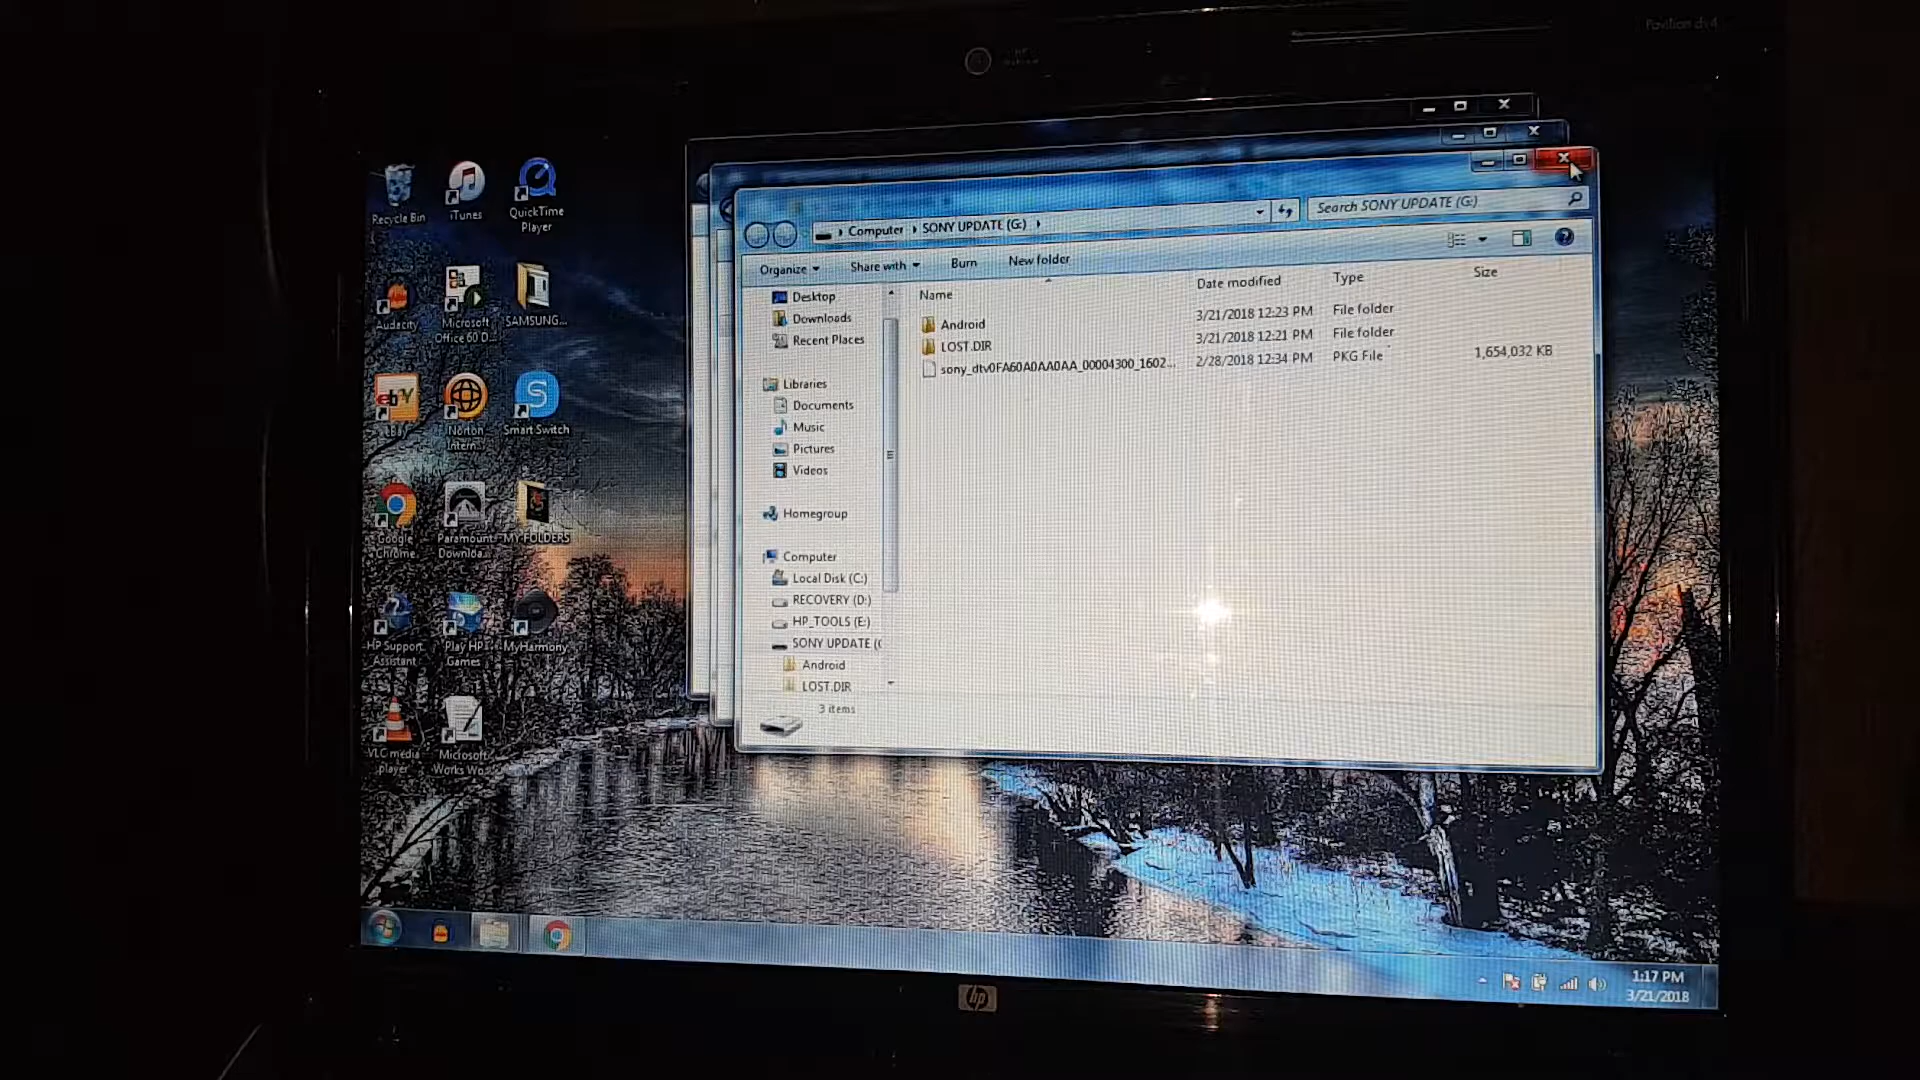 Pavilion dv4
Recycle Bin
iTunes
QuickTime
Player
Audacity
Microsoft
Office 60 D...
SAMSUNG...
ebY
eBay
Norton
Intern...
Smart Switch
Google
Chrome
Paramount
Downloa...
MY FOLDERS
HP Support
Assistant
Play HP
Games
MyHarmony
VLC media
player
Microsoft
Works Wo...
Computer
SONY UPDATE (G:)
Search SONY UPDATE (G:)
Organize
Share with
Burn
New folder
Desktop
Downloads
Recent Places
Libraries
Documents
Music
Pictures
Videos
Homegroup
Computer
Local Disk (C:)
RECOVERY (D:)
HP_TOOLS (E:)
SONY UPDATE (
Android
LOST.DIR
Name
Date modified
Type
Size
Android
3/21/2018 12:23 PM
File folder
LOST.DIR
3/21/2018 12:21 PM
File folder
sony_dtv0FA60A0AA0AA_00004300_1602...
2/28/2018 12:34 PM
PKG File
1,654,032 KB
3 items
1:17 PM
3/21/2018
hp